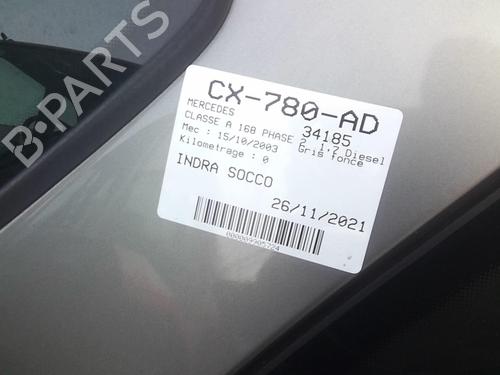 B-PARTS
CX-780-AD
MERCEDES 34185
CLASSE A 168 PHASE 2 1.7 Diesel
Mec : 15/10/2003 Gris fonce
Kilometrage : 0
INDRA SOCCO
26/11/2021